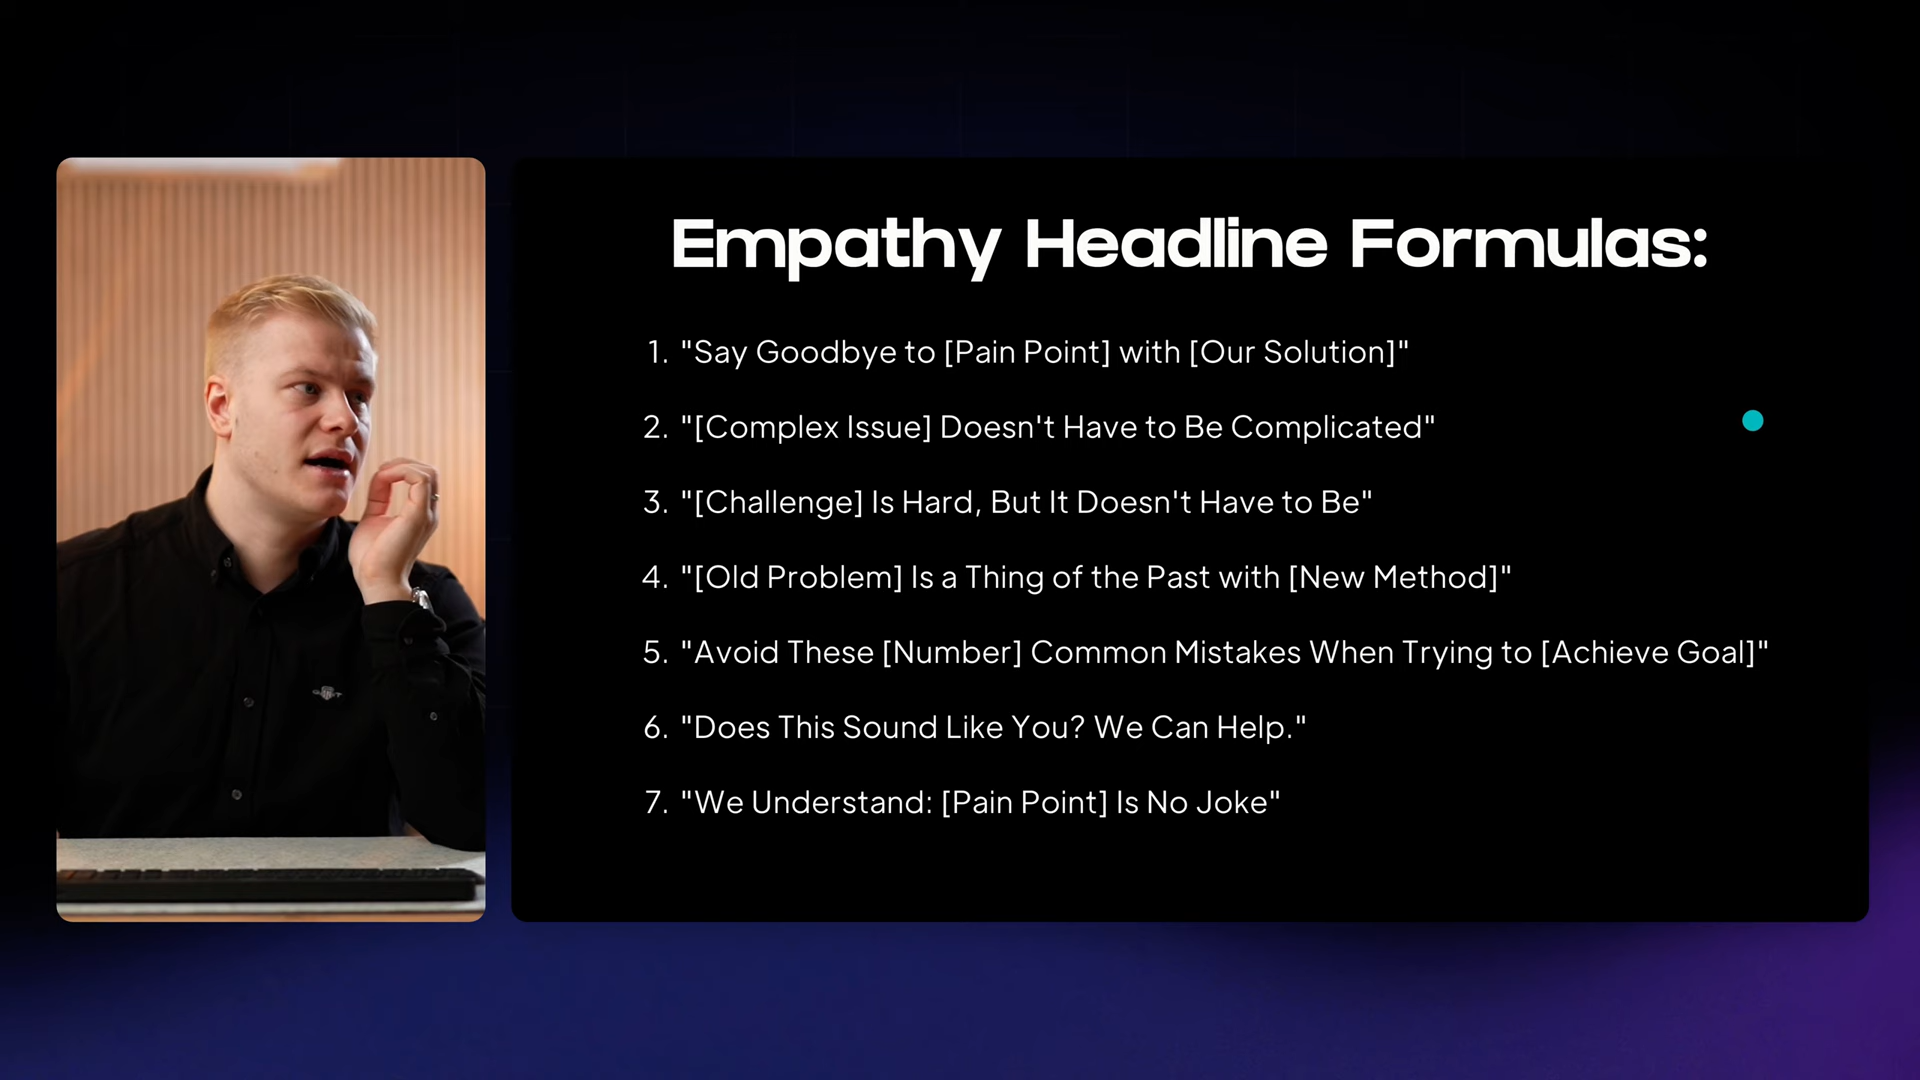 Empathy Headline Formulas:
1. "Say Goodbye to [Pain Point] with [Our Solution]"
2. "[Complex Issue] Doesn't Have to Be Complicated"
3. "[Challenge] Is Hard, But It Doesn't Have to Be"
4. "[Old Problem] Is a Thing of the Past with [New Method]"
5. "Avoid These [Number] Common Mistakes When Trying to [Achieve Goal]"
6. "Does This Sound Like You? We Can Help."
7. "We Understand: [Pain Point] Is No Joke"